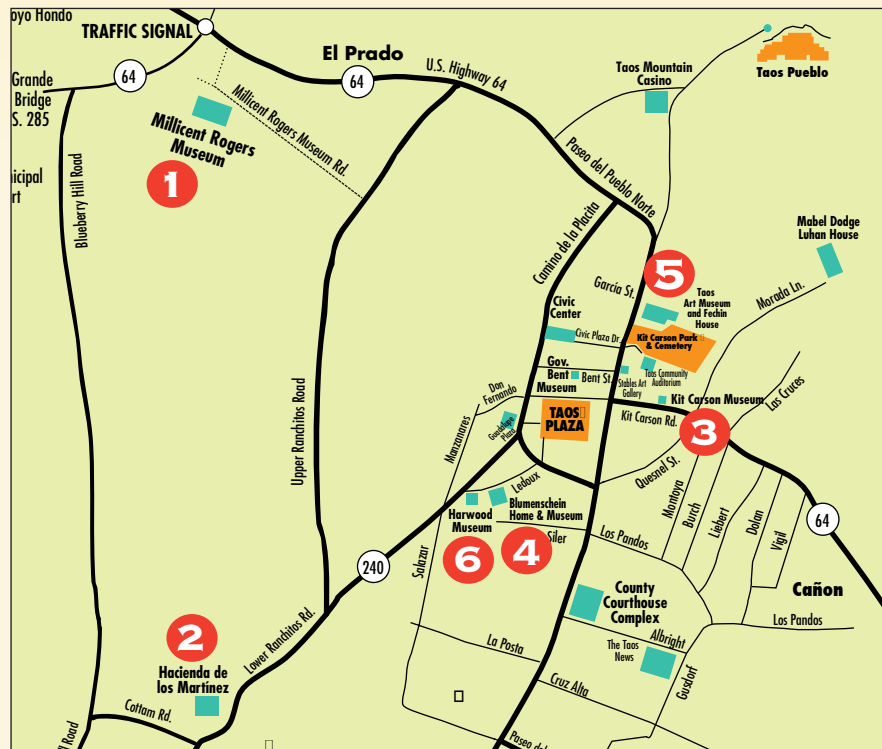 oyo Hondo
TRAFFIC SIGNAL
El Prado
64
64
U.S. Highway 64
Taos Mountain
Casino
Taos Pueblo
Grande
Bridge
S. 285
Millicent Rogers
Museum
Millicent Rogers Museum Rd.
1
icipal
rt
Blueberry Hill Road
Paseo del Pueblo Norte
Camino de la Placita
Mabel Dodge
Luhan House
Morada Ln.
5
García St.
Taos
Art Museum
and Fechin
House
Civic
Center
Civic Plaza Dr.
Kit Carson Park
& Cemetery
Gov.
Bent
Museum
Bent St.
Stables Art
Gallery
Taos Community
Auditorium
Kit Carson Museum
Kit Carson Rd.
3
Las Cruces
Don
Fernando
TAOS
PLAZA
Guadalupe
Plaza
Manzanares
Upper Ranchitos Road
Quesnel St.
Montoya
Burch
Liebert
Dolan
Vigil
64
Ledoux
Harwood
Museum
Blumenschein
Home & Museum
6
4
Siler
Los Pandos
Salazar
240
County
Courthouse
Complex
Cañon
Los Pandos
2
Hacienda de
los Martínez
Lower Ranchitos Rd.
La Posta
Albright
The Taos
News
Gusdorf
Cruz Alta
Cottam Rd.
ll Road
Paseo del